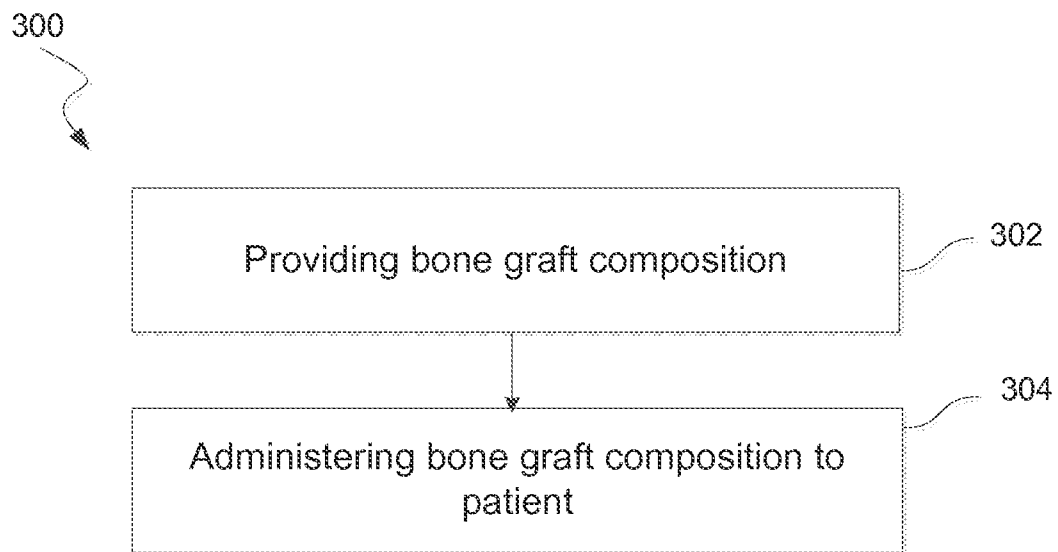 300
Providing bone graft composition
302
304
Administering bone graft composition to
patient